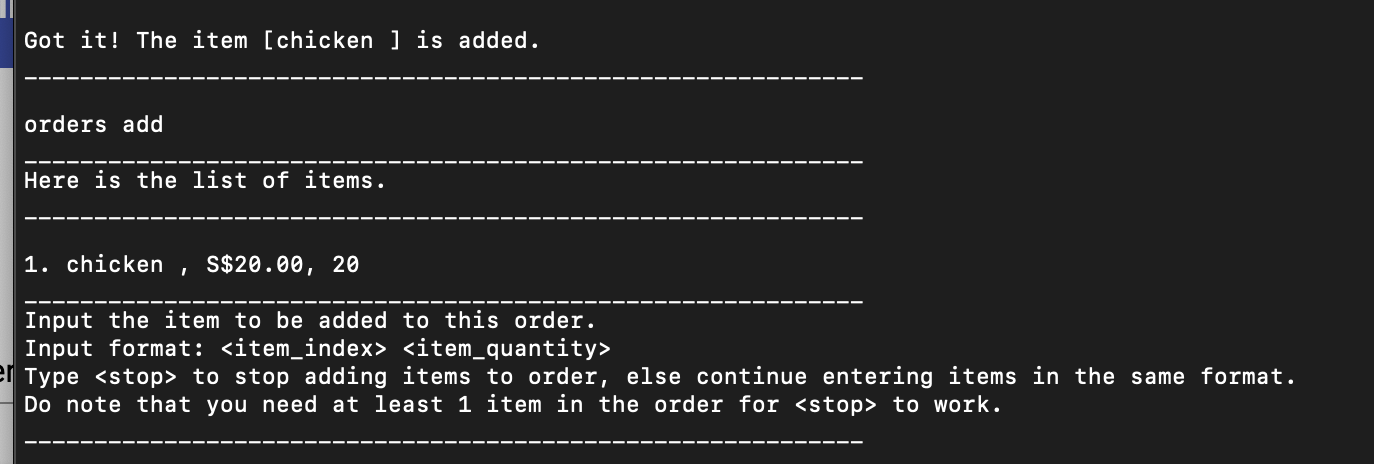 Got it! The item [chicken ] is added.
____________________________________________________________
orders add
____________________________________________________________
Here is the list of items.
____________________________________________________________
1. chicken , S$20.00, 20
____________________________________________________________
Input the item to be added to this order.
Input format: <item_index> <item_quantity>
Type <stop> to stop adding items to order, else continue entering items in the same format.
Do note that you need at least 1 item in the order for <stop> to work.
____________________________________________________________